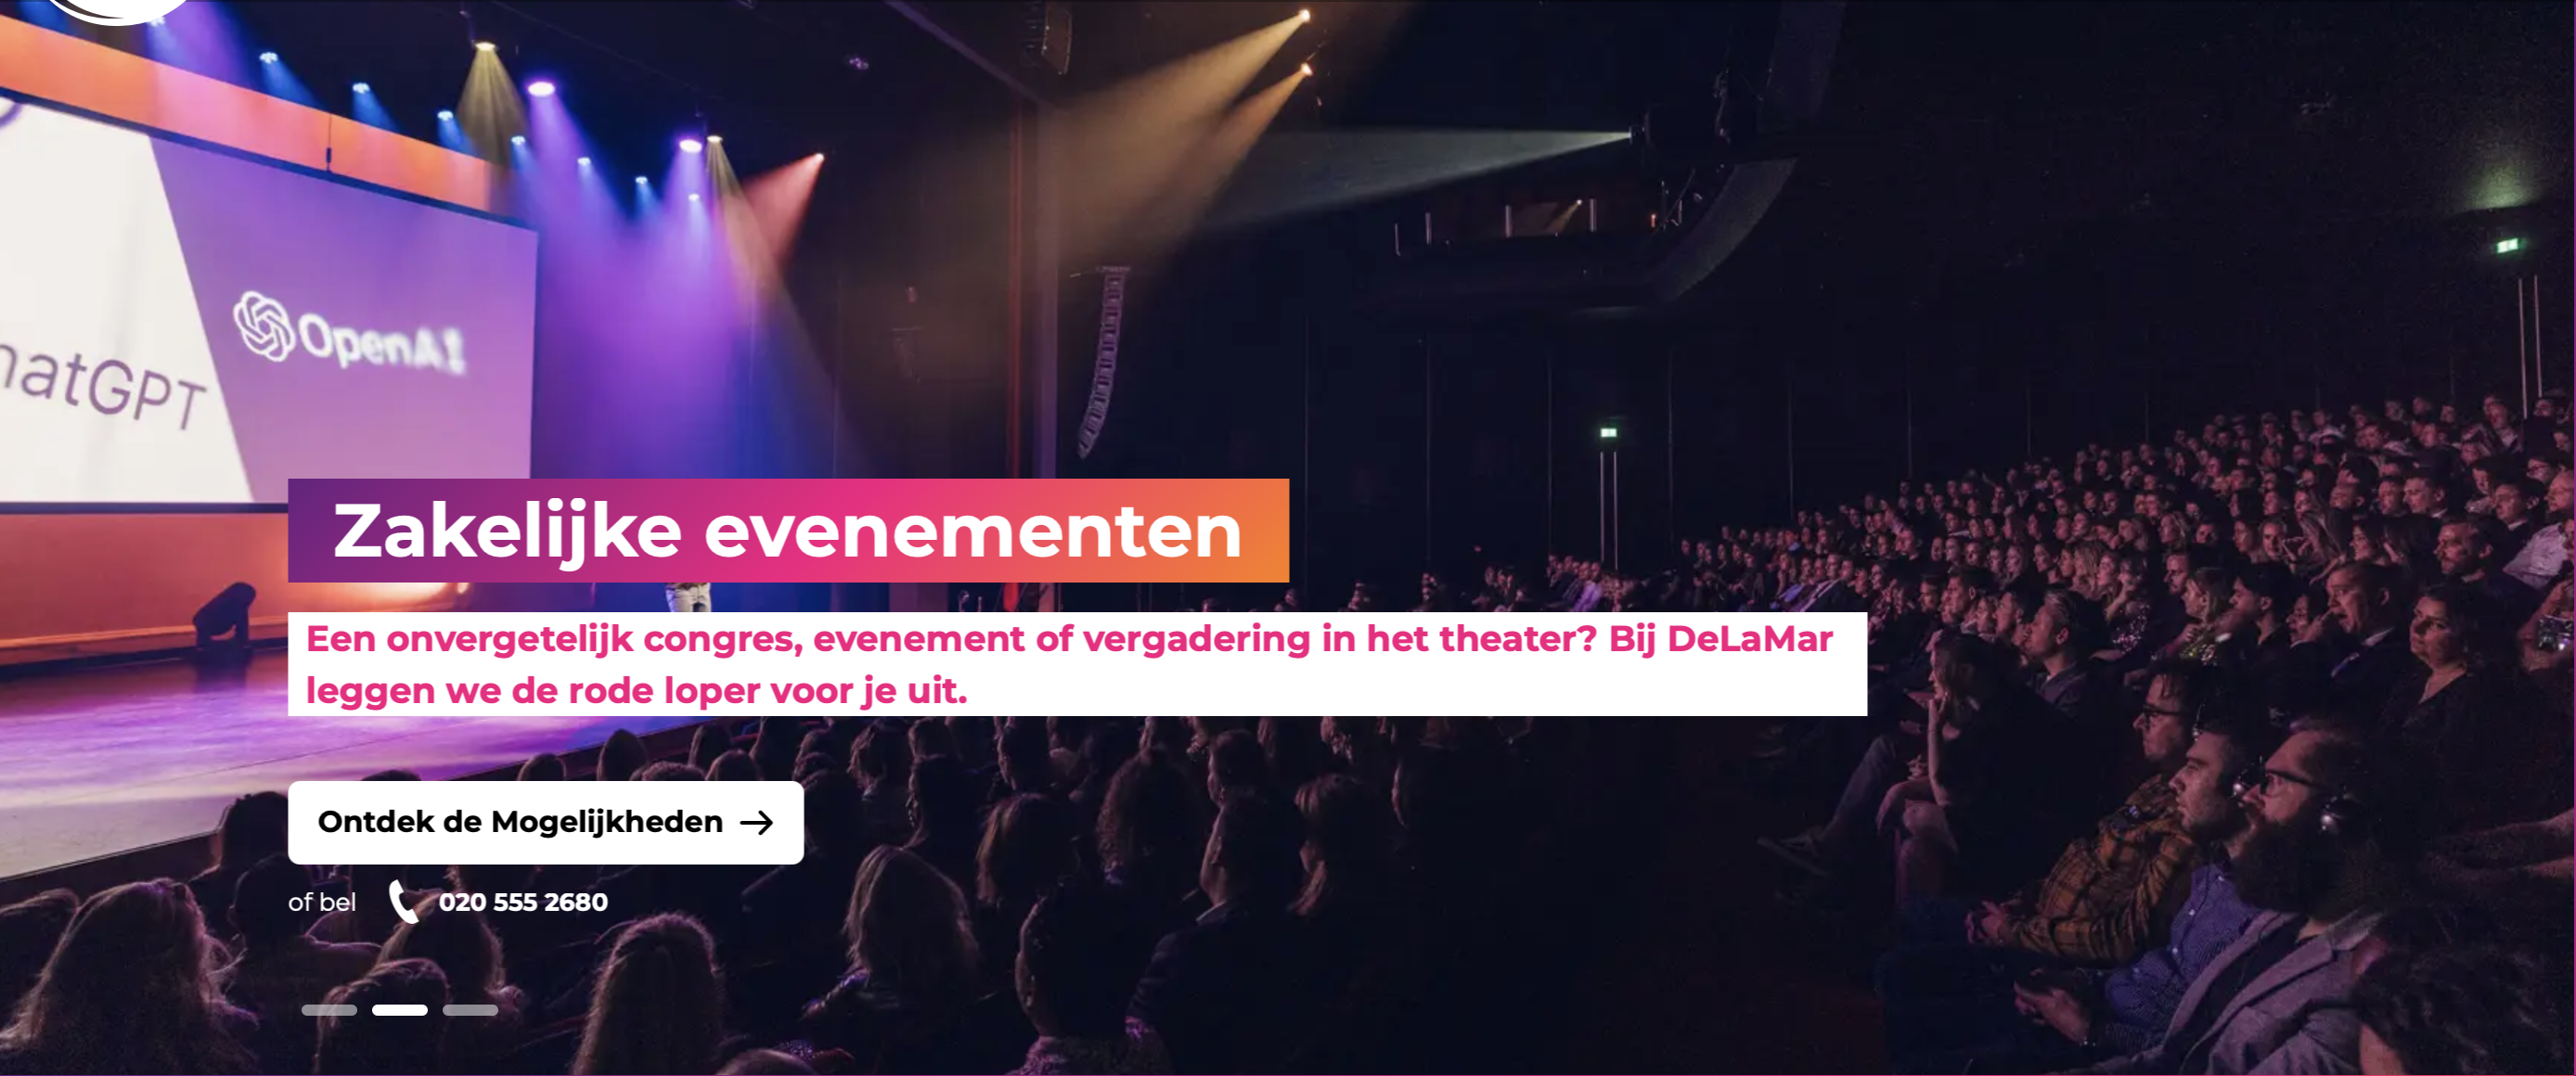 OpenAI
hatGPT
Zakelijke evenementen
Een onvergetelijk congres, evenement of vergadering in het theater? Bij DeLaMar
leggen we de rode loper voor je uit.
Ontdek de Mogelijkheden →
of bel 020 555 2680